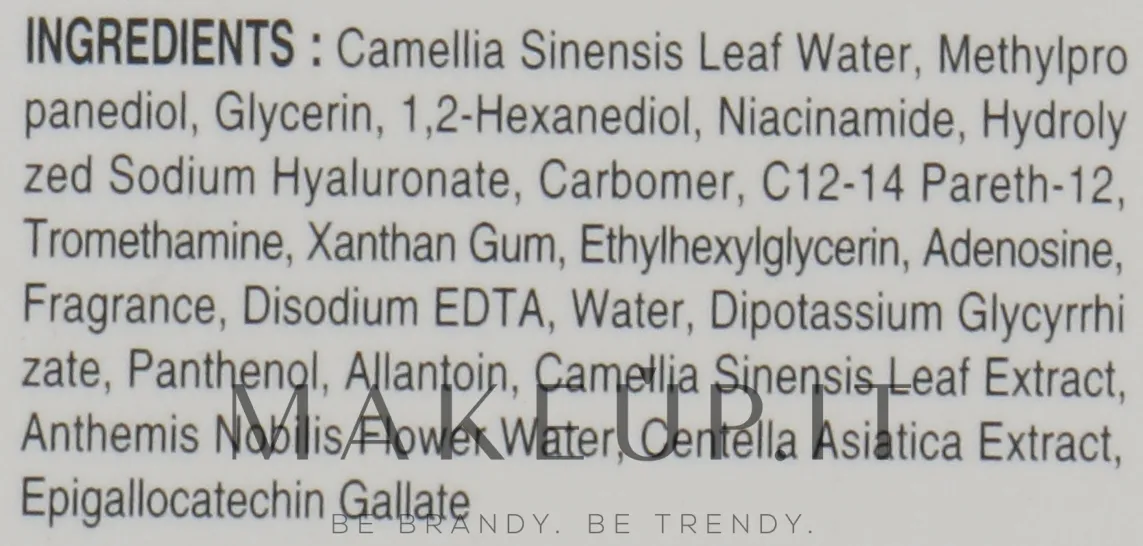 INGREDIENTS : Camellia Sinensis Leaf Water, Methylpro
panediol, Glycerin, 1,2-Hexanediol, Niacinamide, Hydroly
zed Sodium Hyaluronate, Carbomer, C12-14 Pareth-12,
Tromethamine, Xanthan Gum, Ethylhexylglycerin, Adenosine,
Fragrance, Disodium EDTA, Water, Dipotassium Glycyrrhi
zate, Panthenol, Allantoin, Camellia Sinensis Leaf Extract,
MAKEUP.IT
Anthemis Nobilis Flower Water, Centella Asiatica Extract,
Epigallocatechin Gallate
BE BRANDY. BE TRENDY.